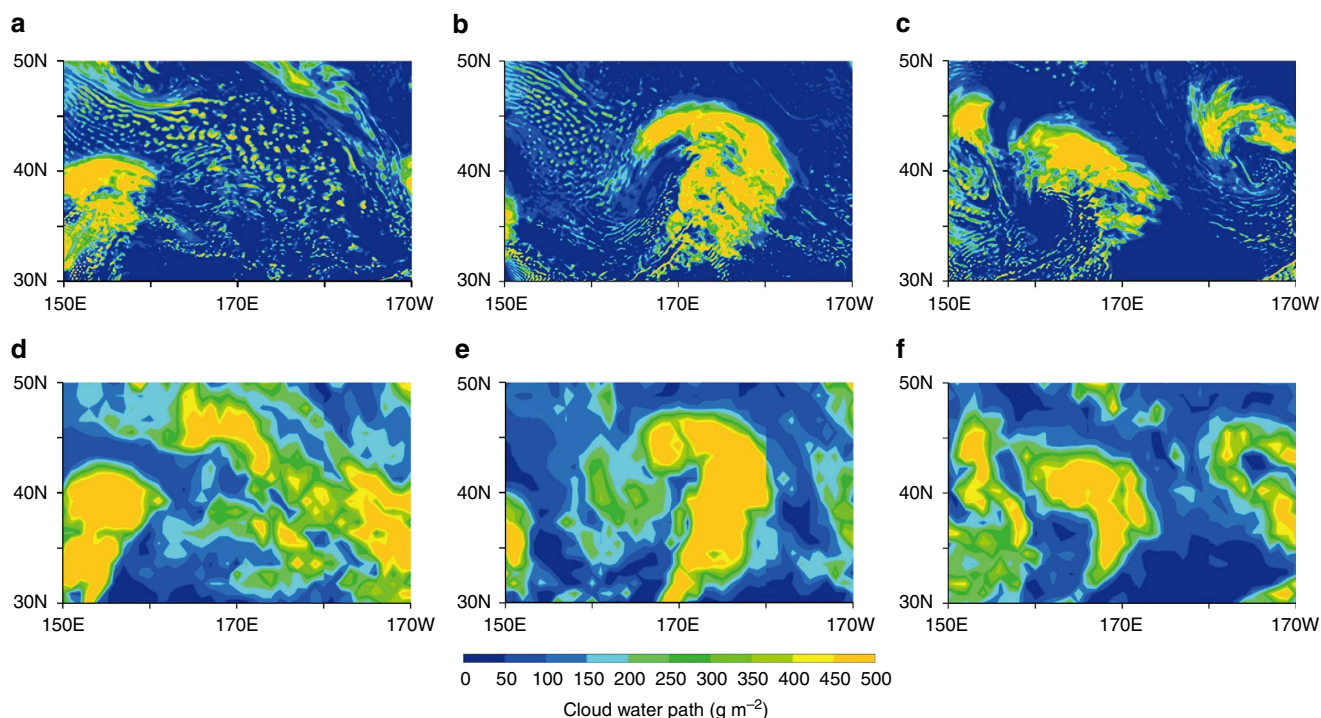 a b c
50N 50N 50N
40N 40N 40N
30N 30N 30N
150E 170E 170W 150E 170E 170W 150E 170E 170W
d e f
50N 50N 50N
40N 40N 40N
30N 30N 30N
150E 170E 170W 150E 170E 170W 150E 170E 170W
0 50 100 150 200 250 300 350 400 450 500
Cloud water path (g m⁻²)